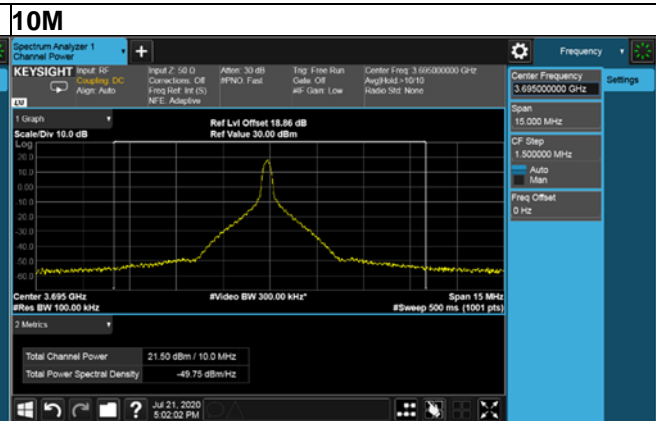 10M
Spectrum Analyzer 1
Channel Power
+
Frequency
KEYSIGHT
Input: RF
Coupling: DC
Align: Auto
Input Z: 50 Ω
Corrections: Off
Freq Ref: Int (S)
NFE: Adaptive
Atten: 30 dB
#PNO: Fast
Trig: Free Run
Gate: Off
#IF Gain: Low
Center Freq: 3.695000000 GHz
Avg|Hold:>10/10
Radio Std: None
Center Frequency
3.695000000 GHz
Settings
Span
15.000 MHz
CF Step
1.500000 MHz
Auto
Man
Freq Offset
0 Hz
1 Graph
Scale/Div 10.0 dB
Ref Lvl Offset 18.86 dB
Ref Value 30.00 dBm
Log
20.0
10.0
0.00
-10.0
-20.0
-30.0
-40.0
-50.0
-60.0
Center 3.695 GHz
#Video BW 300.00 kHz*
Span 15 MHz
#Res BW 100.00 kHz
#Sweep 500 ms (1001 pts)
2 Metrics
Total Channel Power 21.50 dBm / 10.0 MHz
Total Power Spectral Density -49.75 dBm/Hz
?
Jul 21, 2020
5:02:02 PM